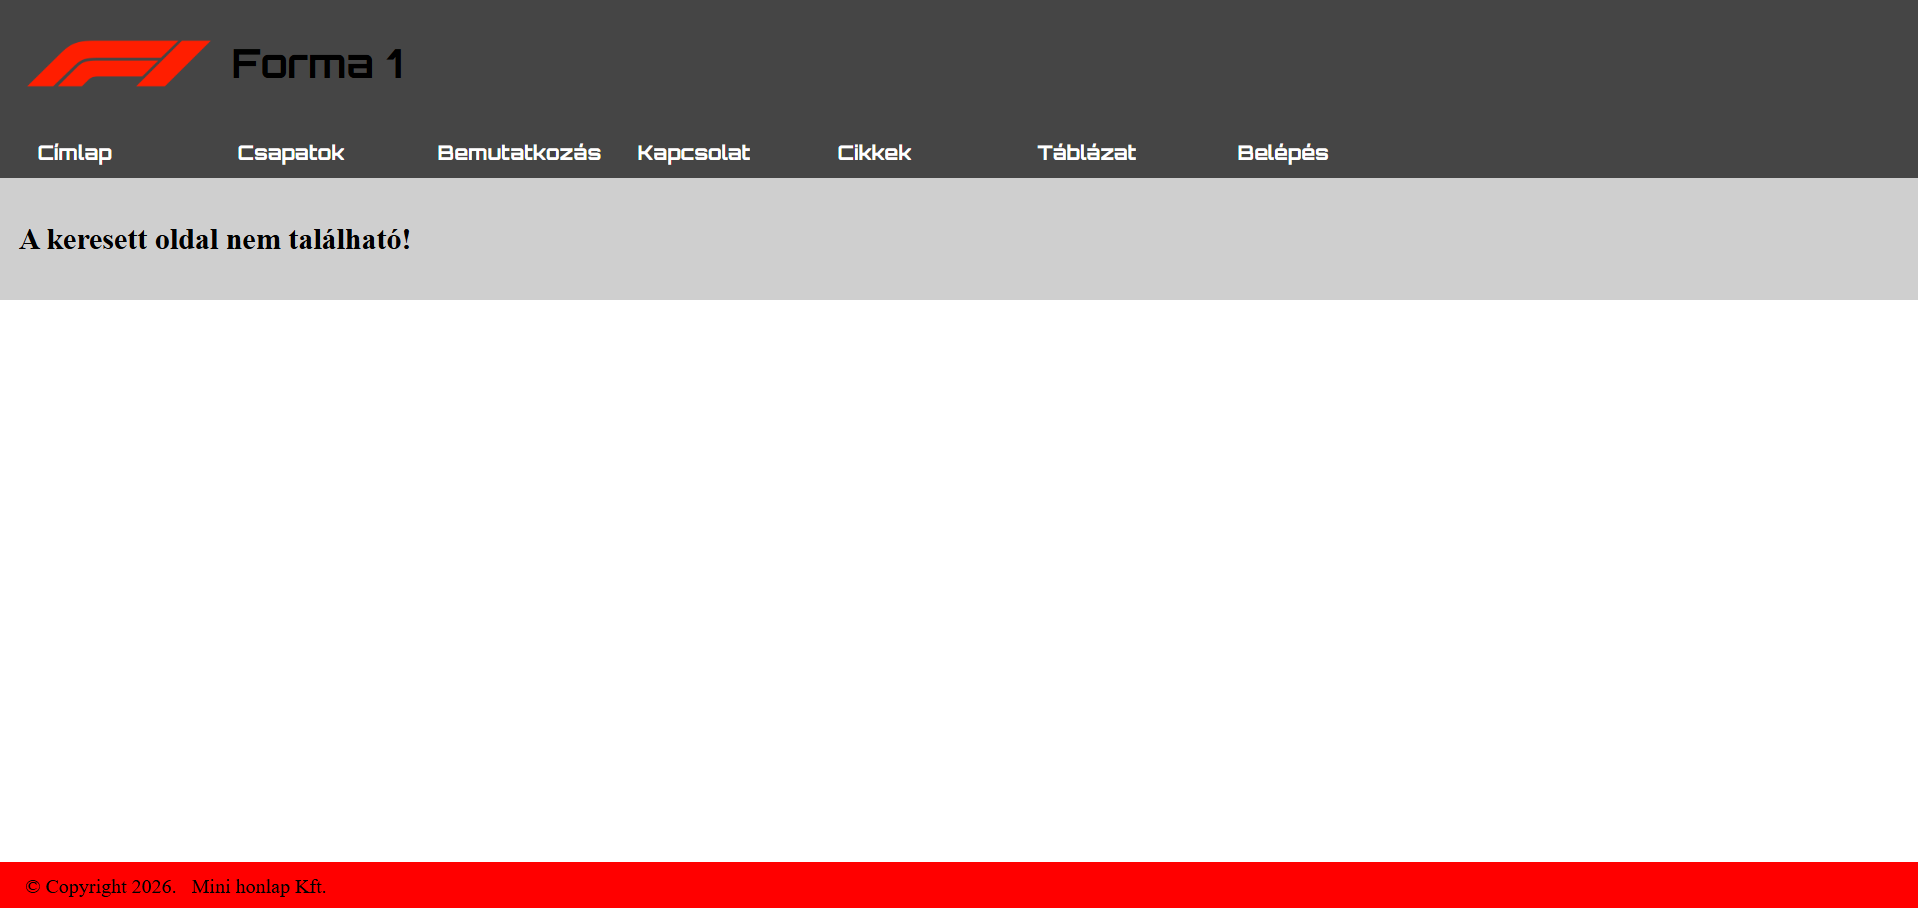 Forma 1
Címlap Csapatok Bemutatkozás Kapcsolat Cikkek Táblázat Belépés
A keresett oldal nem található!
© Copyright 2026. Mini honlap Kft.